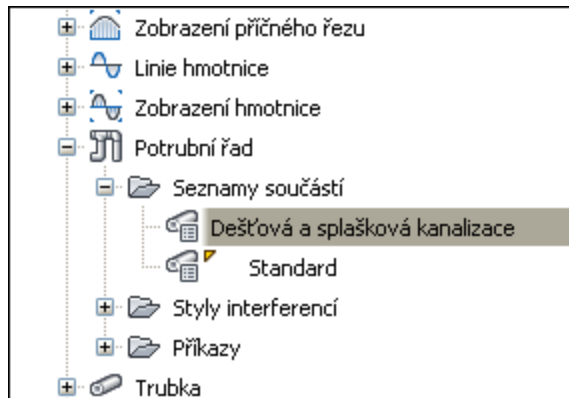 Zobrazení příčného řezu
Linie hmotnice
Zobrazení hmotnice
Potrubní řad
Seznamy součástí
Dešťová a splašková kanalizace
Standard
Styly interferencí
Příkazy
Trubka